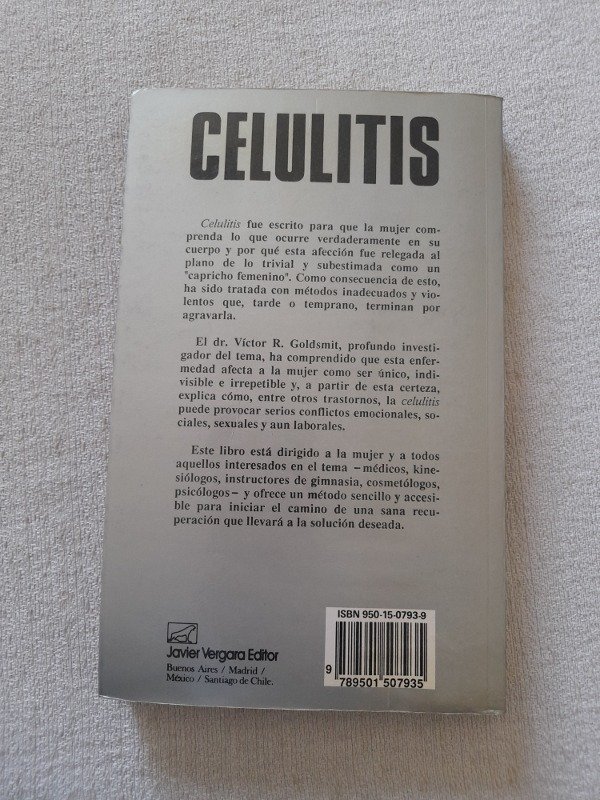 CELULITIS
Celulitis fue escrito para que la mujer com-
prenda lo que ocurre verdaderamente en su
cuerpo y por qué esta afección fue relegada al
plano de lo trivial y subestimada como un
"capricho femenino". Como consecuencia de esto,
ha sido tratada con métodos inadecuados y vio-
lentos que, tarde o temprano, terminan por
agravarla.
El dr. Víctor R. Goldsmit, profundo investi-
gador del tema, ha comprendido que esta enfer-
medad afecta a la mujer como ser único, indi-
visible e irrepetible y, a partir de esta certeza,
explica cómo, entre otros trastornos, la celulitis
puede provocar serios conflictos emocionales, so-
ciales, sexuales y aun laborales.
Este libro está dirigido a la mujer y a todos
aquellos interesados en el tema —médicos, kine-
siólogos, instructores de gimnasia, cosmetólogos,
psicólogos— y ofrece un método sencillo y accesi-
ble para iniciar el camino de una sana recu-
peración que llevará a la solución deseada.
Javier Vergara Editor
Buenos Aires / Madrid /
México / Santiago de Chile.
ISBN 950-15-0793-9
9 789501 507935